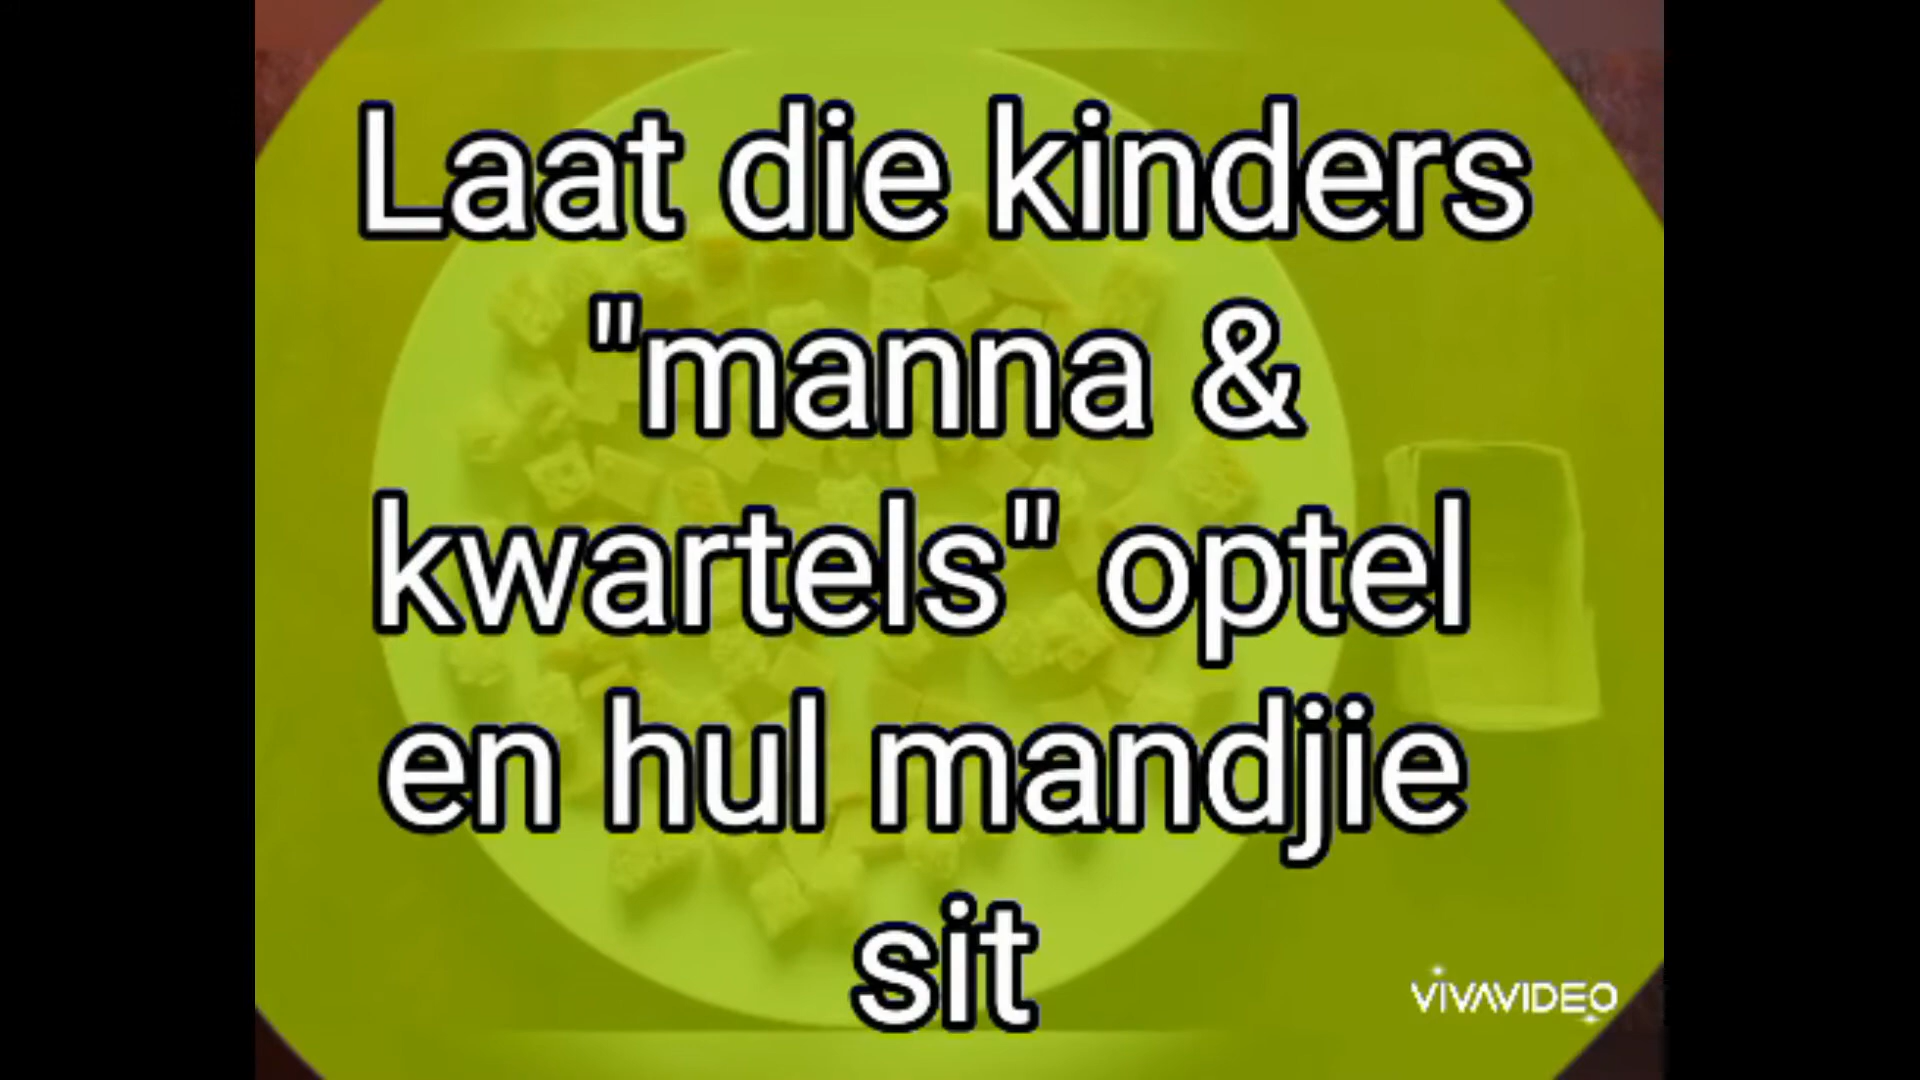 Laat die kinders
"manna &
kwartels" optel
en hul mandjie
sit
VIVAVIDEO